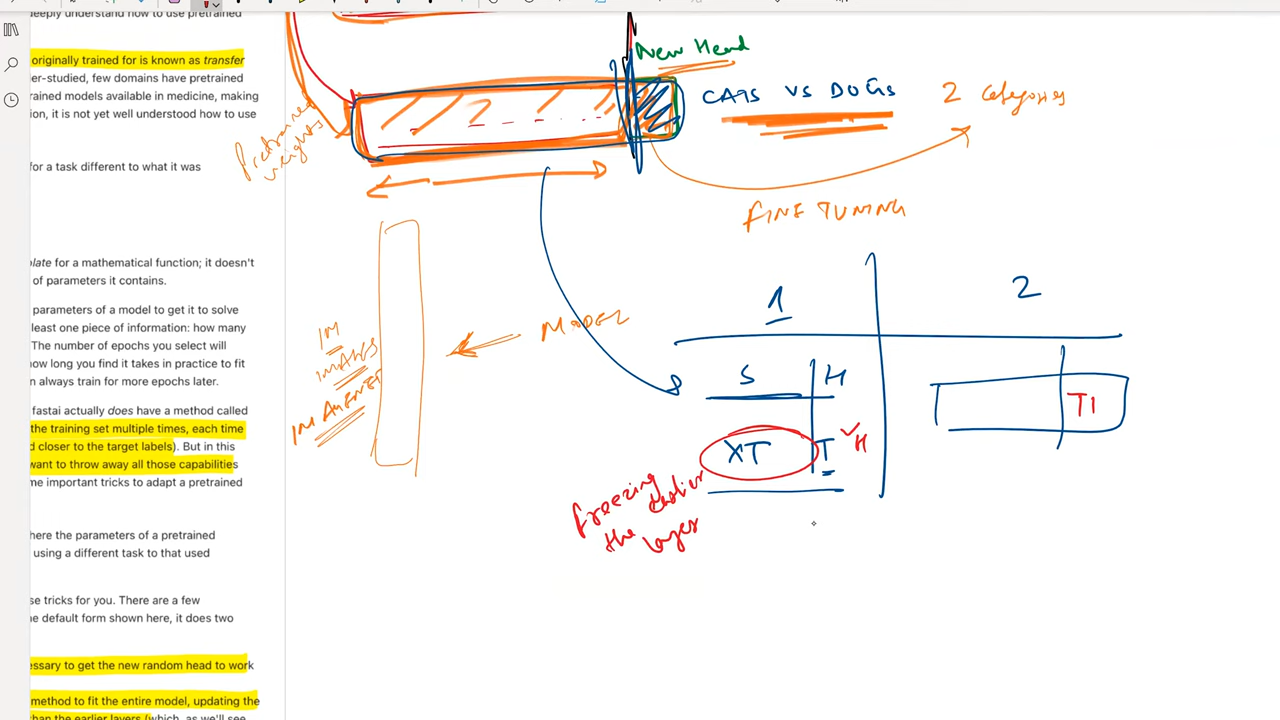 deeply understand how to use pretrained
originally trained for is known as transfer
er-studied, few domains have pretrained
rained models available in medicine, making
on, it is not yet well understood how to use
for a task different to what it was
plate for a mathematical function; it doesn't
of parameters it contains.
parameters of a model to get it to solve
least one piece of information: how many
The number of epochs you select will
how long you find it takes in practice to fit
n always train for more epochs later.
fastai actually does have a method called
the training set multiple times, each time
d closer to the target labels). But in this
want to throw away all those capabilities
me important tricks to adapt a pretrained
here the parameters of a pretrained
using a different task to that used
se tricks for you. There are a few
ne default form shown here, it does two
essary to get the new random head to work
method to fit the entire model, updating the
han the earlier layers (which, as we'll see
New Head
CATS VS DOGS 2 Categories
Pretrained
weights
FINE TUNING
1M
IMAGES
MODEL
1 2
S H
XT T H
T1
Freezing
the layer